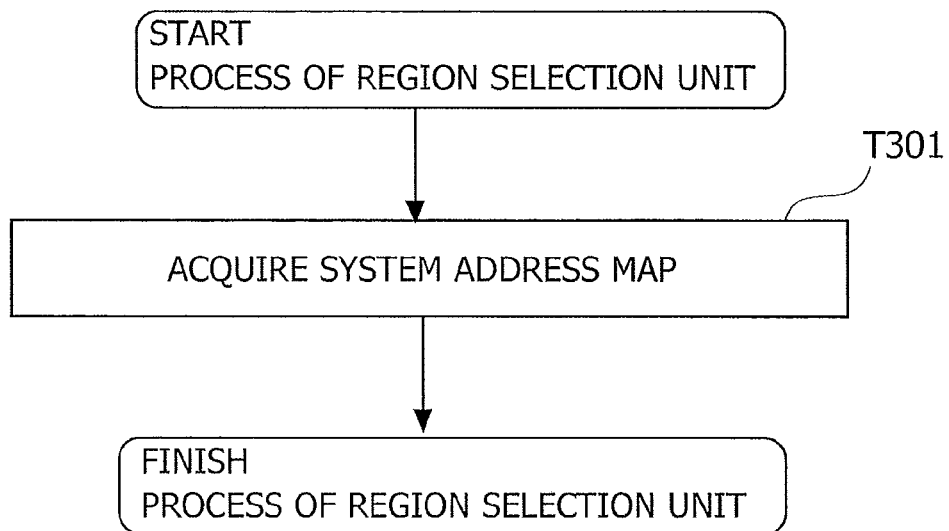 START
PROCESS OF REGION SELECTION UNIT
T301
ACQUIRE SYSTEM ADDRESS MAP
FINISH
PROCESS OF REGION SELECTION UNIT